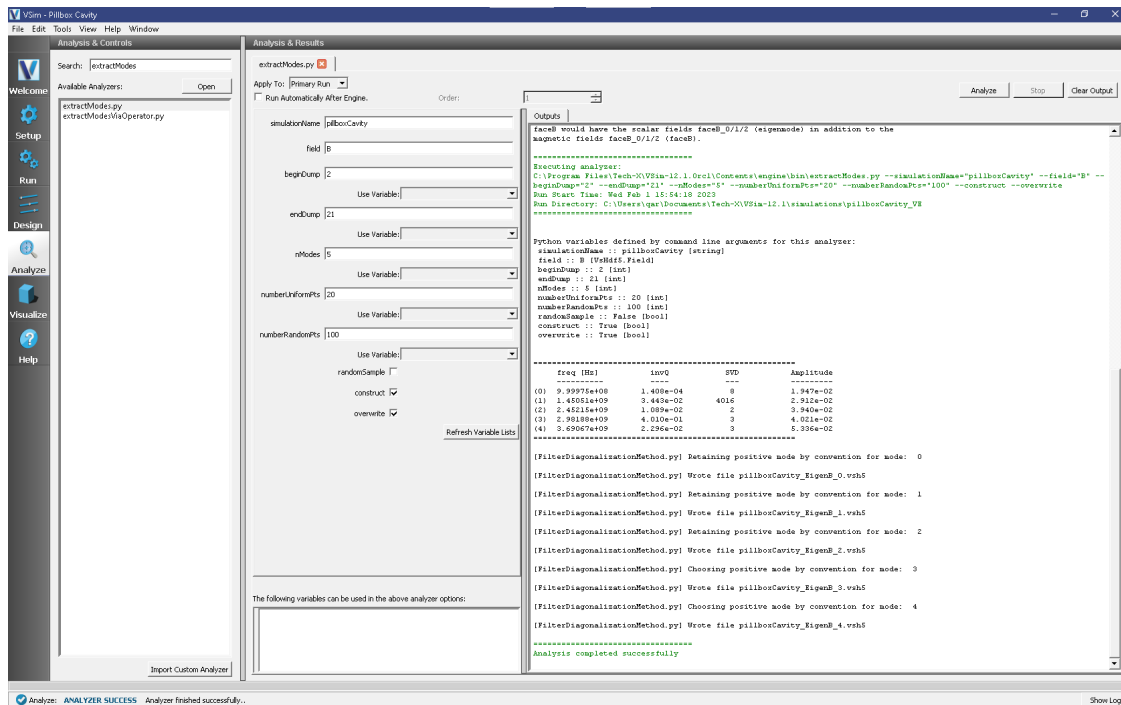 VSim - Pillbox Cavity
File Edit Tools View Help Window
Analysis & Controls
Analysis & Results
Welcome
Setup
Run
Design
Analyze
Visualize
Help
Search: extractModes
Available Analyzers:
Open
extractModes.py
extractModesViaOperator.py
Import Custom Analyzer
extractModes.py
Apply To: Primary Run
Run Automatically After Engine. Order: 1
Analyze Stop Clear Output
simulationName pillboxCavity
field B
beginDump 2
Use Variable:
endDump 21
Use Variable:
nModes 5
Use Variable:
numberUniformPts 20
Use Variable:
numberRandomPts 100
Use Variable:
randomSample
construct
overwrite
Refresh Variable Lists
The following variables can be used in the above analyzer options:
Outputs
faceB would have the scalar fields faceB_0/1/2 (eigenmode) in addition to the
magnetic fields faceB_0/1/2 (faceB).
==================================
Executing analyzer:
C:\Program Files\Tech-X\VSim-12.1.0rc1\Contents\engine\bin\extractModes.py --simulationName="pillboxCavity" --field="B" --
beginDump="2" --endDump="21" --nModes="5" --numberUniformPts="20" --numberRandomPts="100" --construct --overwrite
Run Start Time: Wed Feb 1 15:54:18 2023
Run Directory: C:\Users\qar\Documents\Tech-X\VSim-12.1\simulations\pillboxCavity_VE
==================================
Python variables defined by command line arguments for this analyzer:
simulationName :: pillboxCavity [string]
field :: B [VsHdf5.Field]
beginDump :: 2 [int]
endDump :: 21 [int]
nModes :: 5 [int]
numberUniformPts :: 20 [int]
numberRandomPts :: 100 [int]
randomSample :: False [bool]
construct :: True [bool]
overwrite :: True [bool]
========================================================
freq [Hz] invQ SVD Amplitude
---------- ---- --- ---------
(0) 9.99975e+08 1.408e-04 8 1.947e-02
(1) 1.45051e+09 3.443e-02 4016 2.912e-02
(2) 2.45215e+09 1.089e-02 2 3.940e-02
(3) 2.98188e+09 4.010e-01 3 4.021e-02
(4) 3.69067e+09 2.296e-02 3 5.336e-02
========================================================
[FilterDiagonalizationMethod.py] Retaining positive mode by convention for mode: 0
[FilterDiagonalizationMethod.py] Wrote file pillboxCavity_EigenB_0.vsh5
[FilterDiagonalizationMethod.py] Retaining positive mode by convention for mode: 1
[FilterDiagonalizationMethod.py] Wrote file pillboxCavity_EigenB_1.vsh5
[FilterDiagonalizationMethod.py] Retaining positive mode by convention for mode: 2
[FilterDiagonalizationMethod.py] Wrote file pillboxCavity_EigenB_2.vsh5
[FilterDiagonalizationMethod.py] Choosing positive mode by convention for mode: 3
[FilterDiagonalizationMethod.py] Wrote file pillboxCavity_EigenB_3.vsh5
[FilterDiagonalizationMethod.py] Choosing positive mode by convention for mode: 4
[FilterDiagonalizationMethod.py] Wrote file pillboxCavity_EigenB_4.vsh5
==================================
Analysis completed successfully
Analyze: ANALYZER SUCCESS Analyzer finished successfully..
Show Log